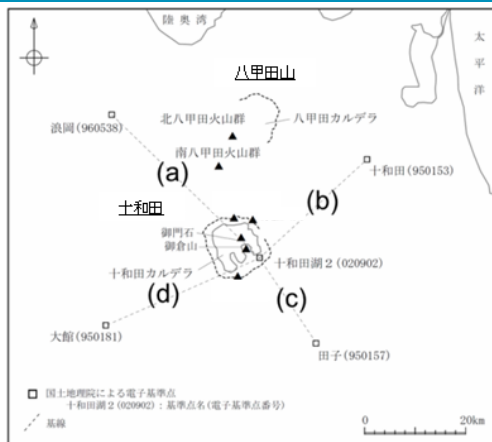 陸奥湾
太平洋
八甲田山
浪岡(960538)
北八甲田火山群
八甲田カルデラ
南八甲田火山群
(a)
十和田(950153)
十和田
(b)
御門石
御倉山
十和田カルデラ
十和田湖2(020902)
(d)
(c)
大館(950181)
田子(950157)
国土地理院による電子基準点
十和田湖2(020902):基準点名(電子基準点番号)
基線
0 20km